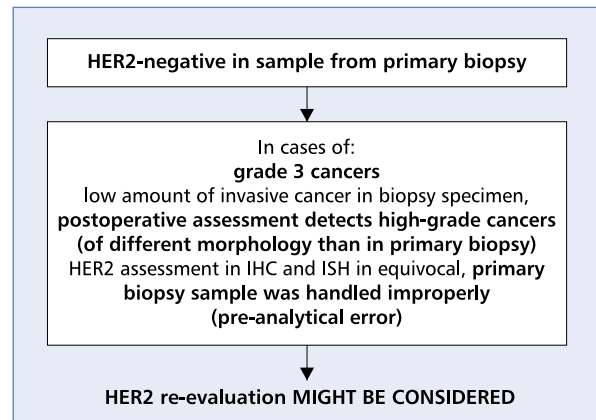 HER2-negative in sample from primary biopsy
In cases of:
grade 3 cancers
low amount of invasive cancer in biopsy specimen,
postoperative assessment detects high-grade cancers
(of different morphology than in primary biopsy)
HER2 assessment in IHC and ISH in equivocal, primary
biopsy sample was handled improperly
(pre-analytical error)
HER2 re-evaluation MIGHT BE CONSIDERED